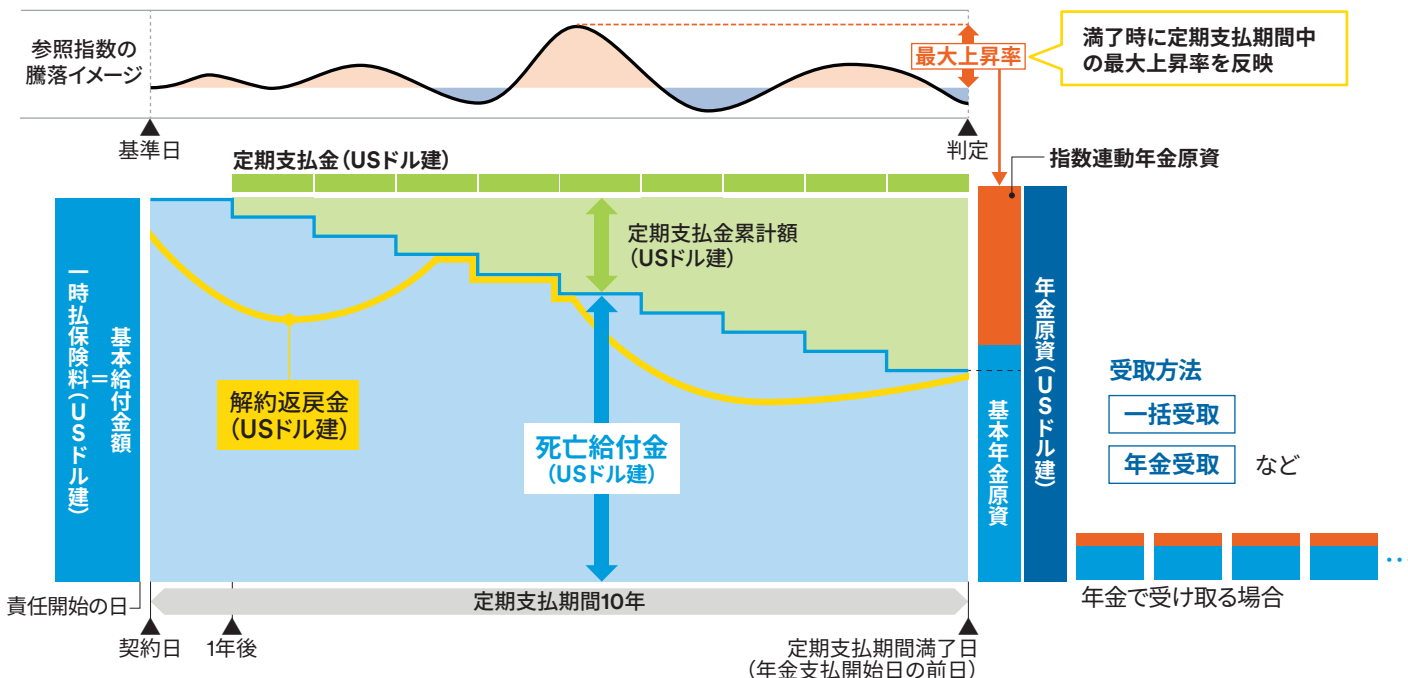 参照指数の
騰落イメージ
最大上昇率
満了時に定期支払期間中
の最大上昇率を反映
基準日
判定
定期支払金（USドル建）
指数連動年金原資
定期支払金累計額
（USドル建）
一時払保険料（USドル建）
＝
基本給付金額
解約返戻金
（USドル建）
死亡給付金
（USドル建）
基本年金原資
年金原資（USドル建）
受取方法
一括受取
年金受取 など
年金で受け取る場合
責任開始の日
定期支払期間10年
契約日
1年後
定期支払期間満了日
（年金支払開始日の前日）